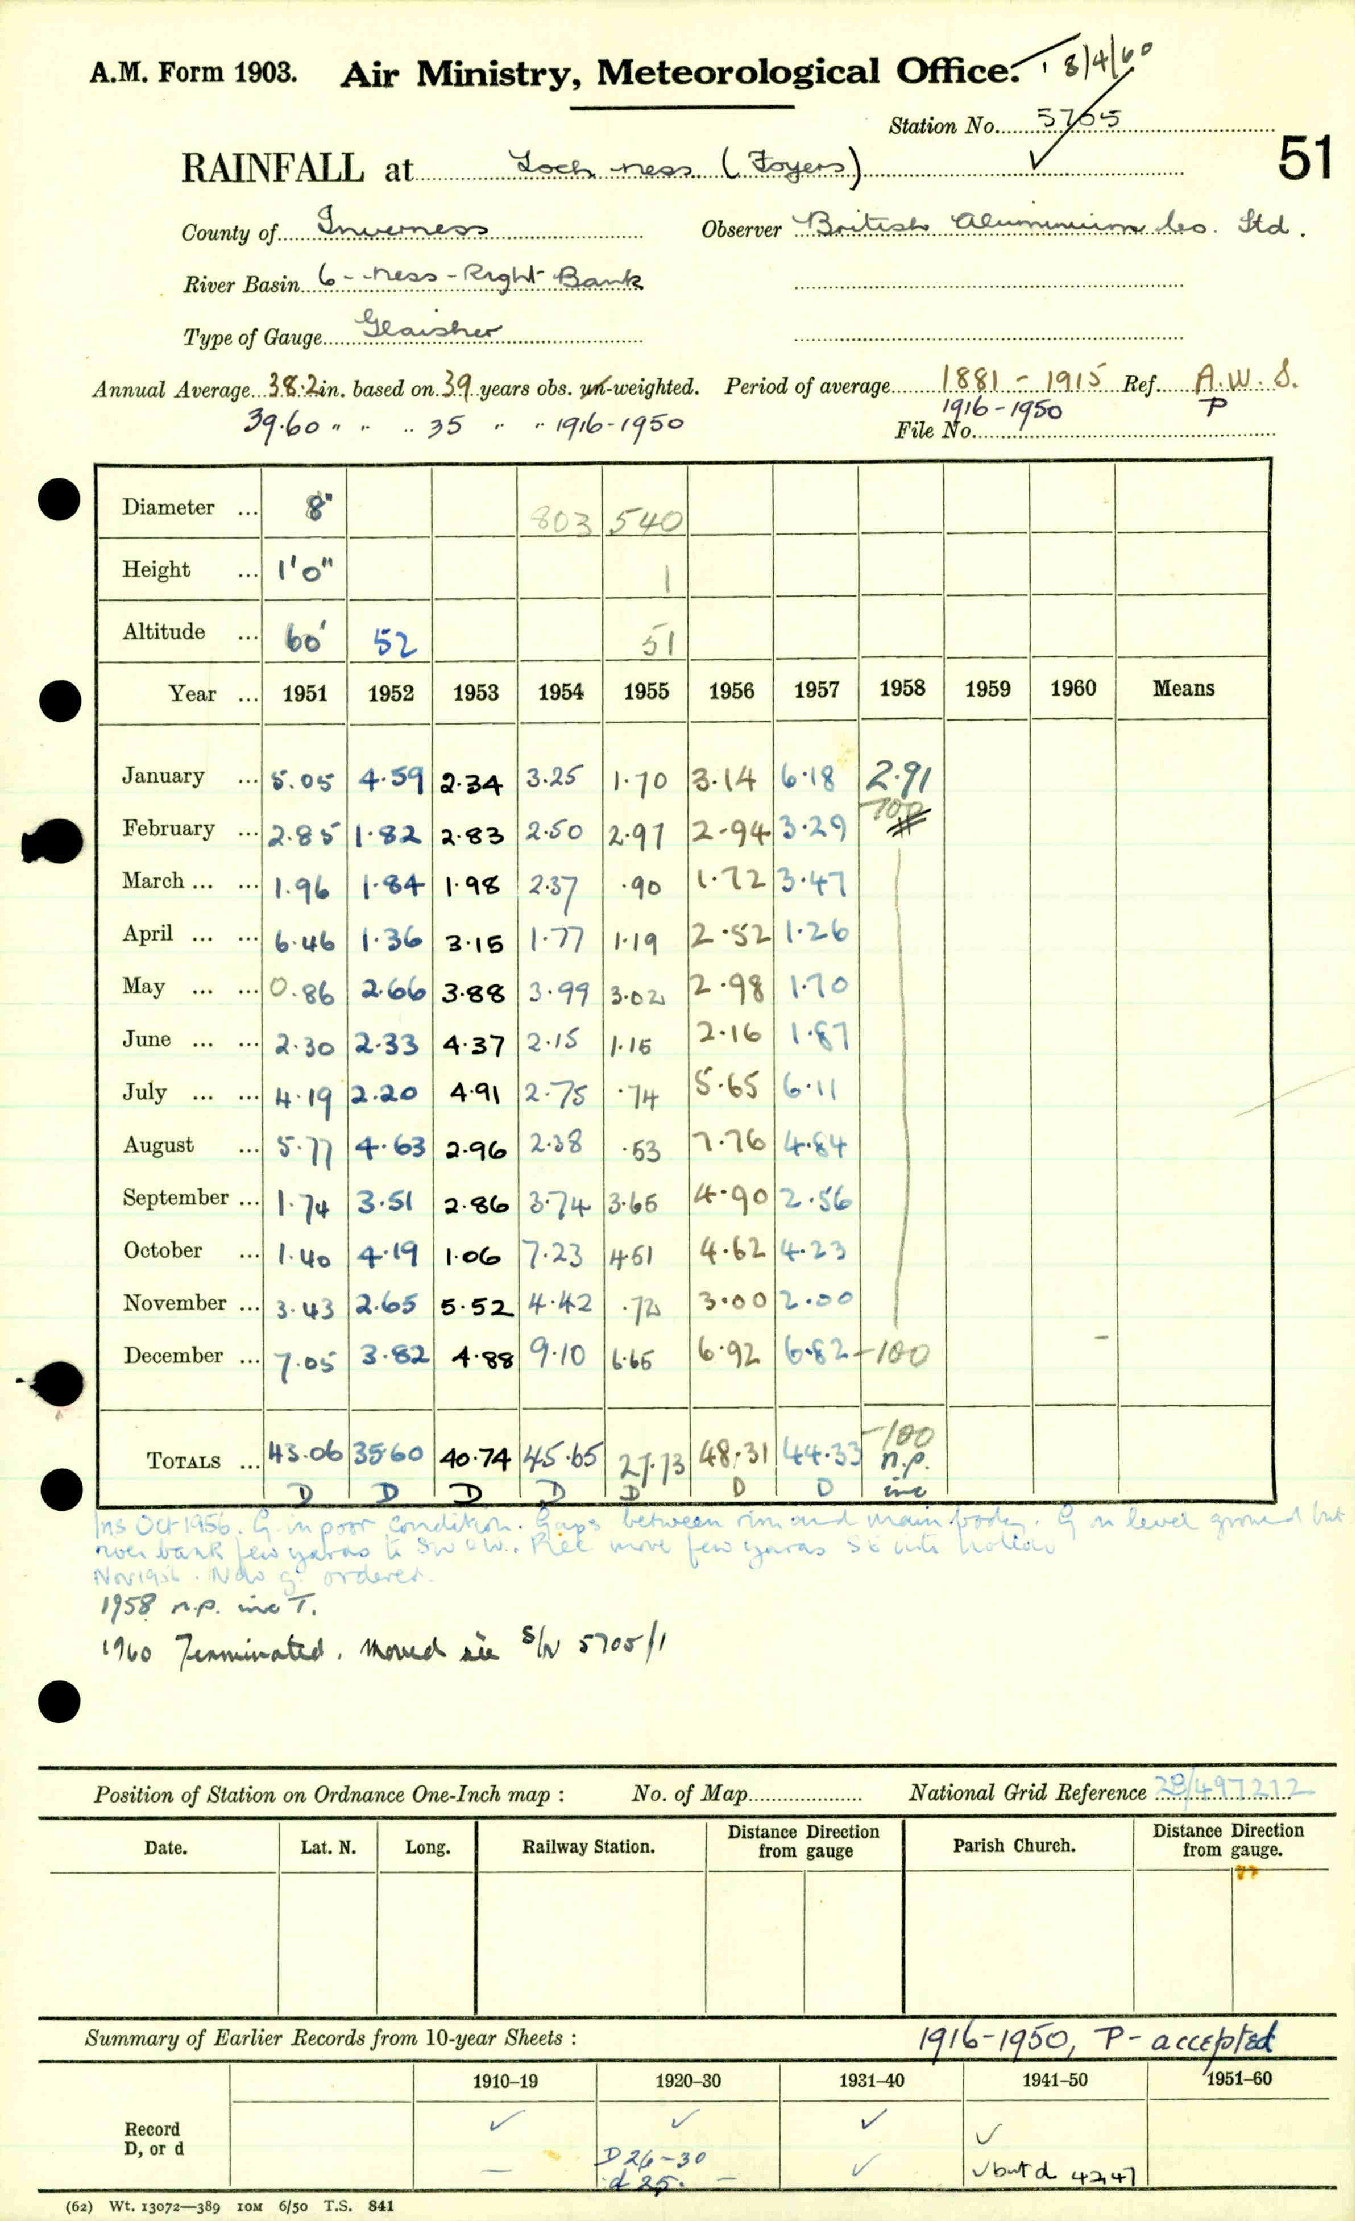 A.M. Form 1903. Air Ministry, Meteorological Office. 8/4/60
Station No. 5705
51
RAINFALL at Loch Ness (Foyers)
County of Inverness Observer British Aluminium Co. Ltd.
River Basin 6 - Ness - Right Bank
Type of Gauge Glaisher
Annual Average 38.2 in. based on 39 years obs. un-weighted. Period of average 1881 - 1915 Ref. A.W.S.
39.60 " " .. 35 " " 1916-1950 1916-1950 P
File No.
Diameter ... 8" 803 540
Height ... 1'0" 1
Altitude ... 60' 52 51
Year ... 1951 1952 1953 1954 1955 1956 1957 1958 1959 1960 Means
January ... 5.05 4.59 2.34 3.25 1.70 3.14 6.18 2.91
February ... 2.85 1.82 2.83 2.50 2.97 2.94 3.29 -100
March ... ... 1.96 1.84 1.98 2.37 .90 1.72 3.47
April ... ... 6.46 1.36 3.15 1.77 1.19 2.52 1.26
May ... ... 0.86 2.66 3.88 3.99 3.02 2.98 1.70
June ... ... 2.30 2.33 4.37 2.15 1.15 2.16 1.87
July ... ... 4.19 2.20 4.91 2.75 .74 5.65 6.11
August ... 5.77 4.63 2.96 2.38 .53 7.76 4.84
September ... 1.74 3.51 2.86 3.74 3.65 4.90 2.56
October ... 1.40 4.19 1.06 7.23 4.51 4.62 4.23
November ... 3.43 2.65 5.52 4.42 .72 3.00 2.00
December ... 7.05 3.82 4.88 9.10 6.65 6.92 6.82 -100
TOTALS ... 43.06 35.60 40.74 45.65 27.73 48.31 44.33 -100 n.p.
D D D D D D D inc
Ins Oct 1956. G. in poor condition. Gaps between rim and main body. G on level ground but
river bank few yards to SW &W. Rec move few yards SE into hollow
Nov 1956. New g. ordered.
1958 n.p. inc T.
1960 Terminated. Moved see S/N 5705/1
Position of Station on Ordnance One-Inch map : No. of Map National Grid Reference 28/497212
Date. Lat. N. Long. Railway Station. Distance Direction from gauge Parish Church. Distance Direction from gauge.
Summary of Earlier Records from 10-year Sheets : 1916-1950, P - accepted
1910-19 1920-30 1931-40 1941-50 1951-60
Record ✓ ✓ ✓ ✓
D, or d — D 26-30 d 25. — ✓ ✓ but d 42,47
(62) Wt. 13072—389 10M 6/50 T.S. 841